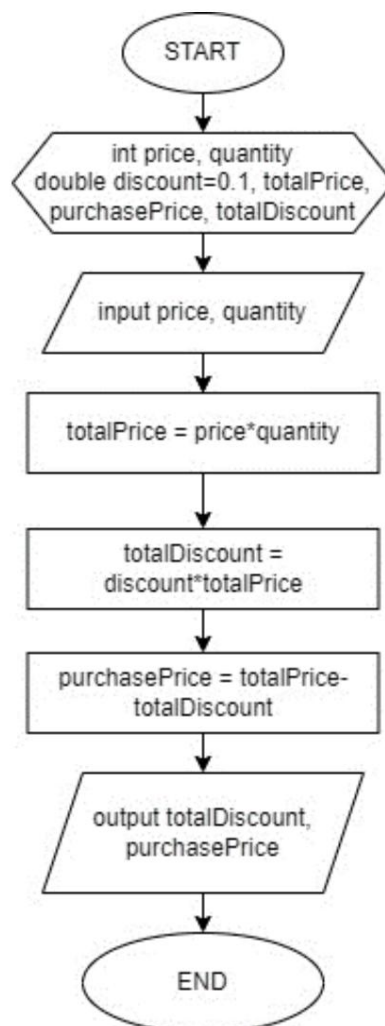 START
int price, quantity
double discount=0.1, totalPrice,
purchasePrice, totalDiscount
input price, quantity
totalPrice = price*quantity
totalDiscount =
discount*totalPrice
purchasePrice = totalPrice-
totalDiscount
output totalDiscount,
purchasePrice
END